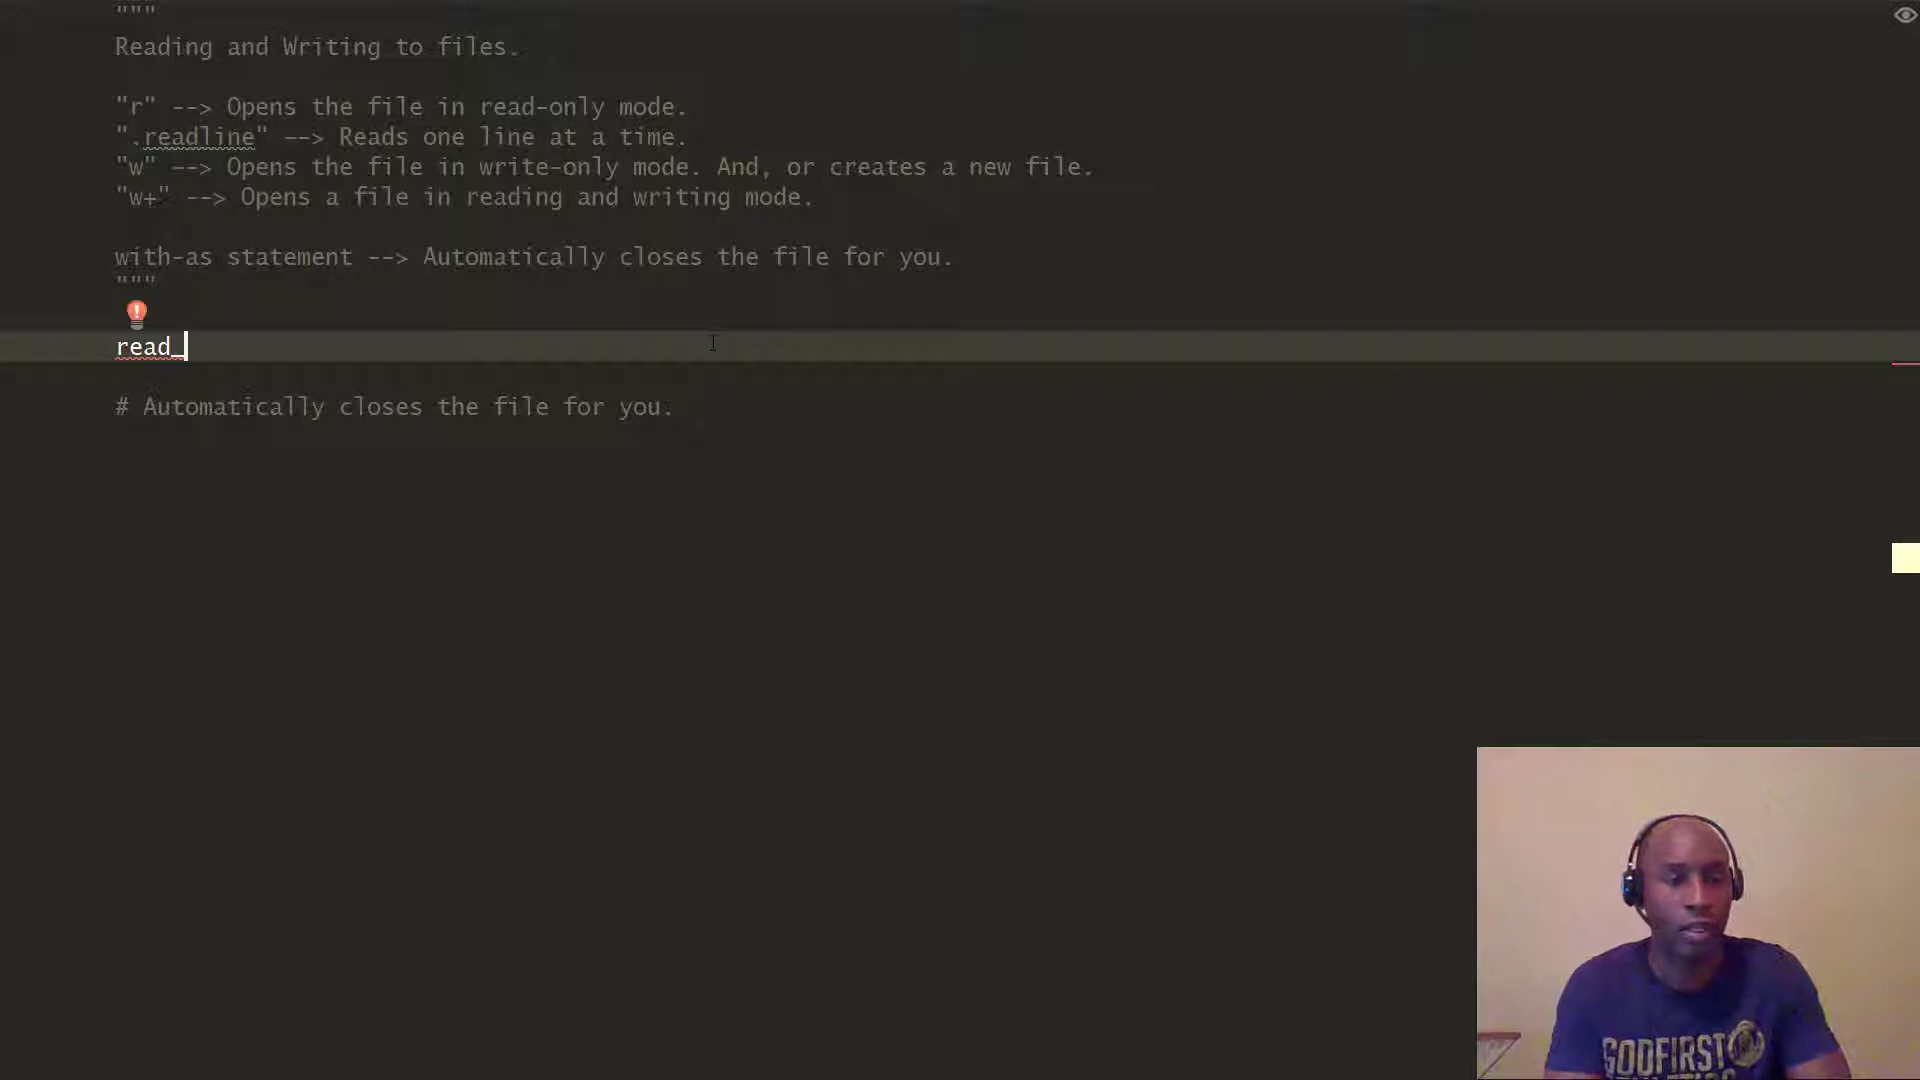 """
Reading and Writing to files.
"r" --> Opens the file in read-only mode.
".readline" --> Reads one line at a time.
"w" --> Opens the file in write-only mode. And, or creates a new file.
"w+" --> Opens a file in reading and writing mode.
with-as statement --> Automatically closes the file for you.
"""
read_
# Automatically closes the file for you.
GODFIRST